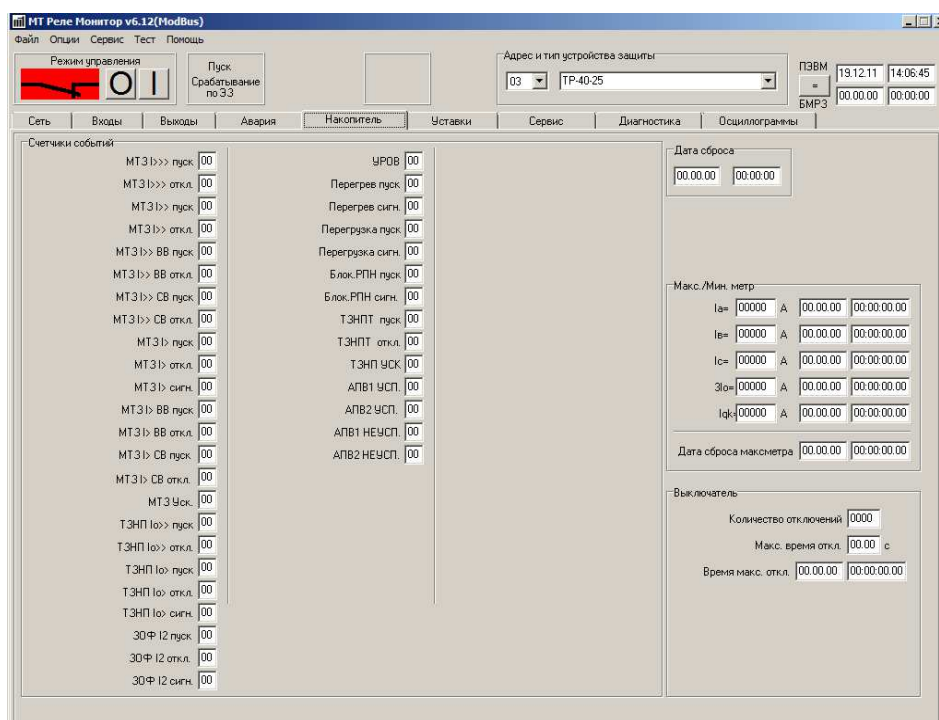 МТ Реле Монитор v6.12(ModBus)
Файл Опции Сервис Тест Помощь
Режим управления
O I
Пуск
Срабатывание
по ЭЗ
Адрес и тип устройства защиты
03 ТР-40-25
ПЭВМ
=
БМРЗ
19.12.11 14:06:45
00.00.00 00:00:00
Сеть Входы Выходы Авария Накопитель Уставки Сервис Диагностика Осциллограммы
Счетчики событий
МТЗ I>>> пуск 00
МТЗ I>>> откл. 00
МТЗ I>> пуск 00
МТЗ I>> откл. 00
МТЗ I>> ВВ пуск 00
МТЗ I>> ВВ откл. 00
МТЗ I>> СВ пуск 00
МТЗ I>> СВ откл. 00
МТЗ I> пуск 00
МТЗ I> откл. 00
МТЗ I> сигн. 00
МТЗ I> ВВ пуск 00
МТЗ I> ВВ откл. 00
МТЗ I> СВ пуск 00
МТЗ I> СВ откл. 00
МТЗ Уск. 00
ТЗНП Io>> пуск 00
ТЗНП Io>> откл. 00
ТЗНП Io> пуск 00
ТЗНП Io> откл. 00
ТЗНП Io> сигн. 00
ЗОФ I2 пуск 00
ЗОФ I2 откл. 00
ЗОФ I2 сигн. 00
УРОВ 00
Перегрев пуск 00
Перегрев сигн. 00
Перегрузка пуск 00
Перегрузка сигн. 00
Блок.РПН пуск 00
Блок.РПН сигн. 00
ТЗНПТ пуск 00
ТЗНПТ откл. 00
ТЗНП УСК 00
АПВ1 УСП. 00
АПВ2 УСП. 00
АПВ1 НЕУСП. 00
АПВ2 НЕУСП. 00
Дата сброса
00.00.00 00:00:00
Макс./Мин. метр
Ia= 00000 А 00.00.00 00:00:00.00
Iв= 00000 А 00.00.00 00:00:00.00
Ic= 00000 А 00.00.00 00:00:00.00
3Io= 00000 А 00.00.00 00:00:00.00
Iqk= 00000 А 00.00.00 00:00:00.00
Дата сброса максметра 00.00.00 00:00:00.00
Выключатель
Количество отключений 0000
Макс. время откл. 00.00 с
Время макс. откл. 00.00.00 00:00:00.00